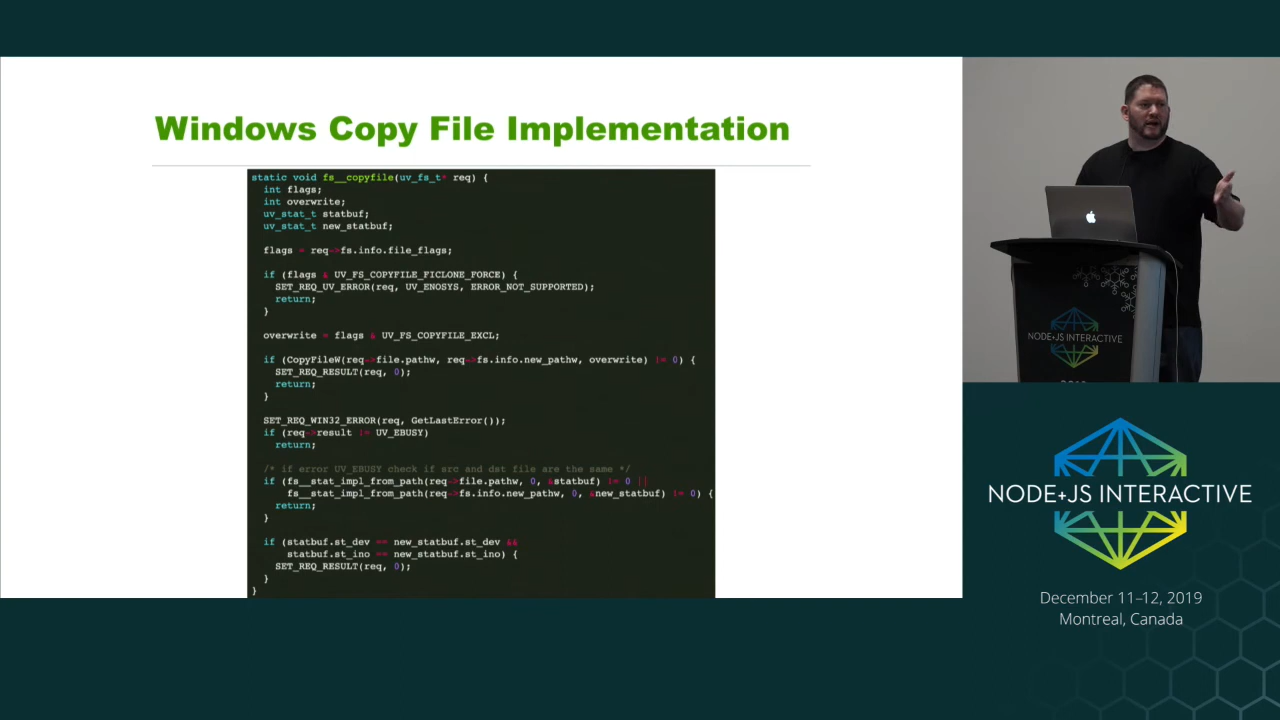 Windows Copy File Implementation
static void fs__copyfile(uv_fs_t* req) {
int flags;
int overwrite;
uv_stat_t statbuf;
uv_stat_t new_statbuf;
flags = req->fs.info.file_flags;
if (flags & UV_FS_COPYFILE_FICLONE_FORCE) {
SET_REQ_UV_ERROR(req, UV_ENOSYS, ERROR_NOT_SUPPORTED);
return;
}
overwrite = flags & UV_FS_COPYFILE_EXCL;
if (CopyFileW(req->file.pathw, req->fs.info.new_pathw, overwrite) != 0) {
SET_REQ_RESULT(req, 0);
return;
}
SET_REQ_WIN32_ERROR(req, GetLastError());
if (req->result != UV_EBUSY)
return;
/* if error UV_EBUSY check if src and dst file are the same */
if (fs__stat_impl_from_path(req->file.pathw, 0, &statbuf) != 0 ||
fs__stat_impl_from_path(req->fs.info.new_pathw, 0, &new_statbuf) != 0) {
return;
}
if (statbuf.st_dev == new_statbuf.st_dev &&
statbuf.st_ino == new_statbuf.st_ino) {
SET_REQ_RESULT(req, 0);
}
}
NODE+JS INTERACTIVE
NODE+JS INTERACTIVE
December 11–12, 2019
Montreal, Canada